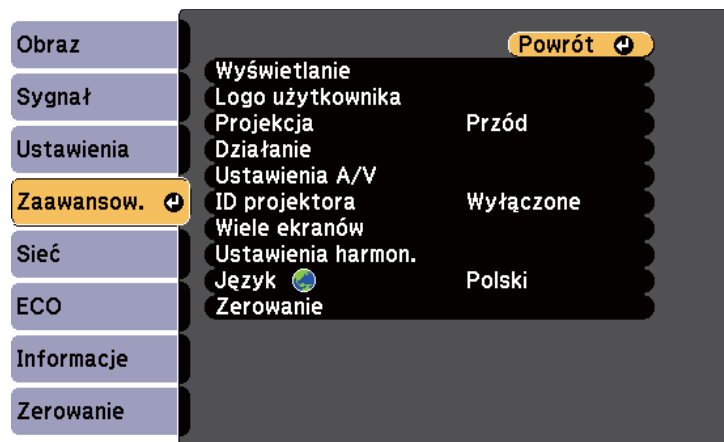 Obraz
Sygnał
Ustawienia
Zaawansow.
Sieć
ECO
Informacje
Zerowanie
Powrót
Wyświetlanie
Logo użytkownika
Projekcja Przód
Działanie
Ustawienia A/V
ID projektora Wyłączone
Wiele ekranów
Ustawienia harmon.
Język Polski
Zerowanie